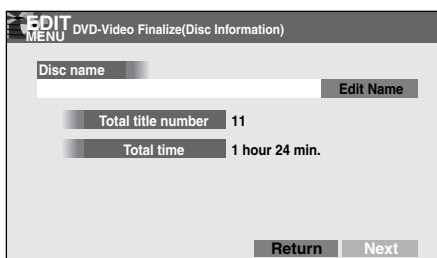 EDIT MENU DVD-Video Finalize(Disc Information)
Disc name
Edit Name
Total title number 11
Total time 1 hour 24 min.
Return Next